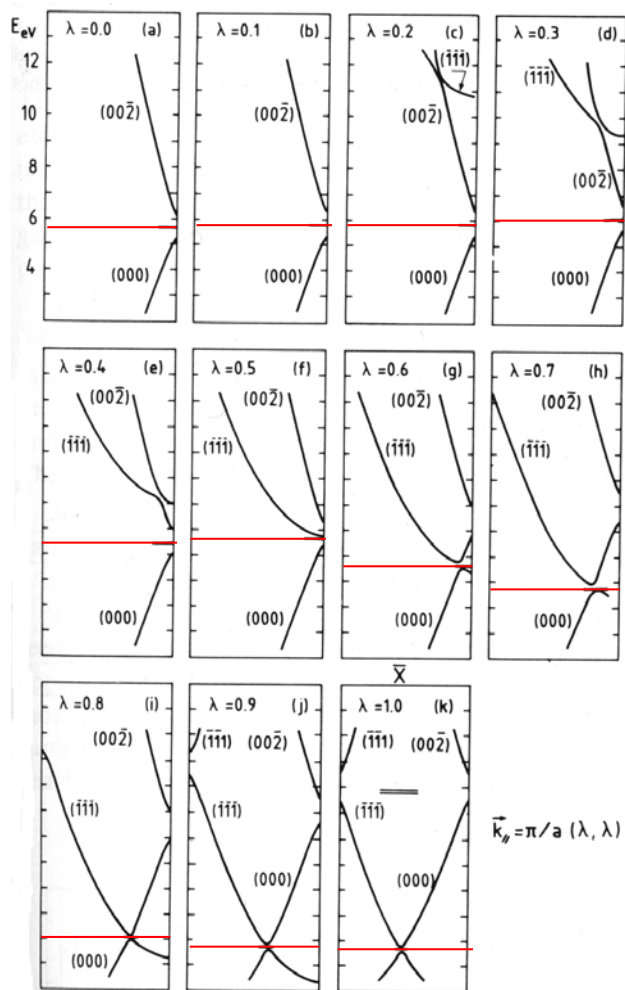 E eV
λ = 0.0 (a)
12
10
8
6
4
(002̄)
(000)
λ = 0.1 (b)
(002̄)
(000)
λ = 0.2 (c)
(1̄1̄1̄)
(002̄)
(000)
λ = 0.3 (d)
(1̄1̄1̄)
(002̄)
(000)
λ = 0.4 (e)
(002̄)
(1̄1̄1̄)
(000)
λ = 0.5 (f)
(002̄)
(1̄1̄1̄)
(000)
λ = 0.6 (g)
(002̄)
(1̄1̄1̄)
(000)
λ = 0.7 (h)
(002̄)
(1̄1̄1̄)
(000)
λ = 0.8 (i)
(002̄)
(1̄1̄1̄)
(000)
λ = 0.9 (j)
(1̄1̄1) (002̄)
(1̄1̄1̄)
(000)
X̄
λ = 1.0 (k)
(1̄1̄1) (002̄)
(1̄1̄1̄)
(000)
k⃗∥ = π/a (λ, λ)